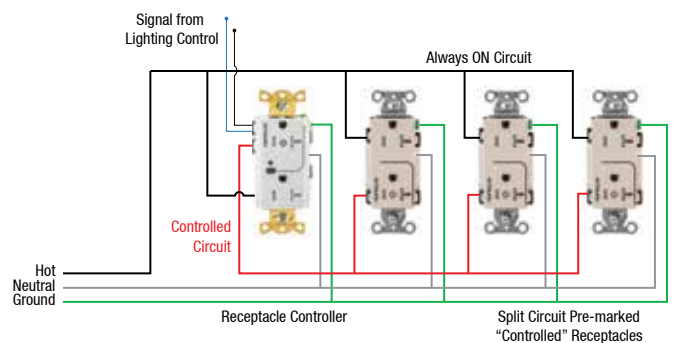 Signal from
Lighting Control
Always ON Circuit
Controlled
Circuit
Hot
Neutral
Ground
Receptacle Controller
Split Circuit Pre-marked
“Controlled” Receptacles